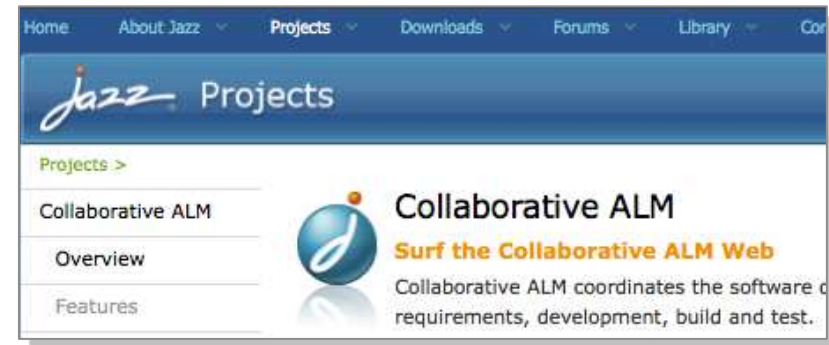 Home About Jazz Projects Downloads Forums Library
Jazz Projects
Projects >
Collaborative ALM
Overview
Features
Collaborative ALM
Surf the Collaborative ALM Web
Collaborative ALM coordinates the software
requirements, development, build and test.